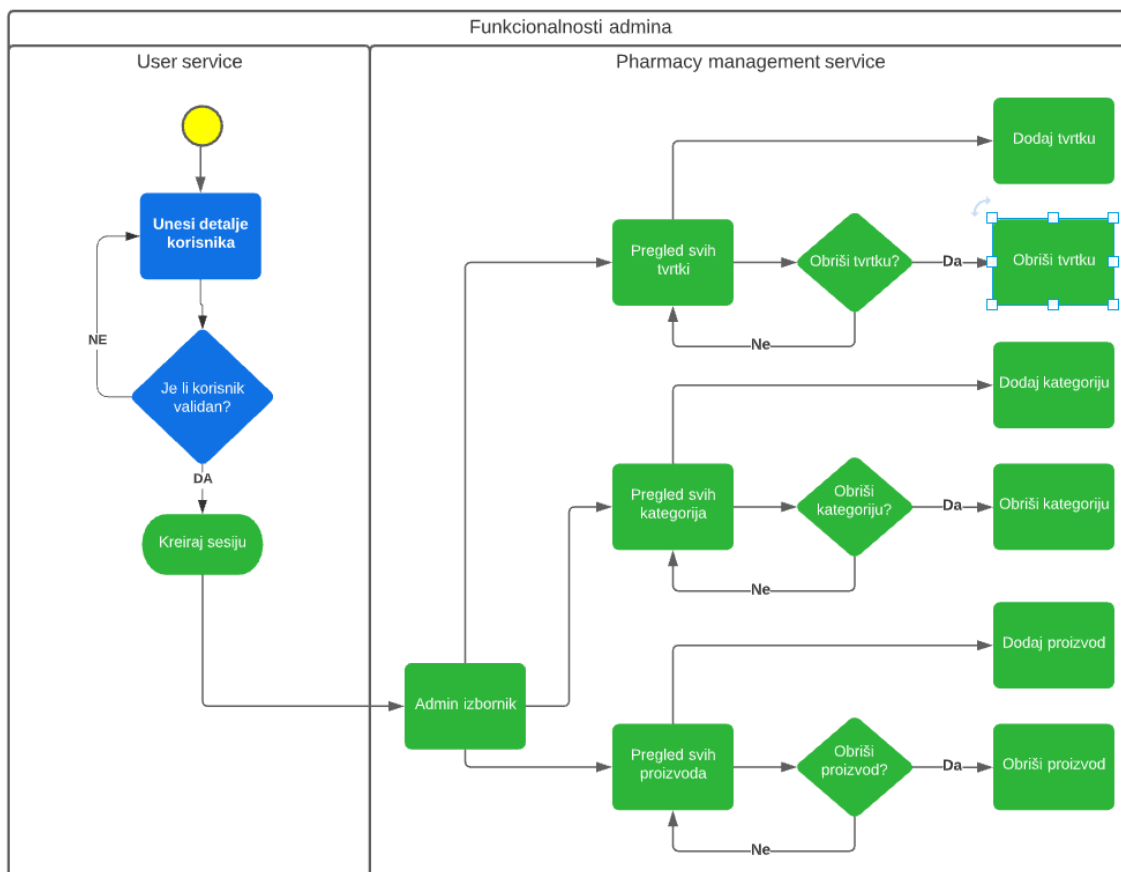 Funkcionalnosti admina
User service
Pharmacy management service
Unesi detalje
korisnika
NE
Je li korisnik
validan?
DA
Kreiraj sesiju
Admin izbornik
Dodaj tvrtku
Pregled svih
tvrtki
Obriši tvrtku?
Da
Obriši tvrtku
Ne
Dodaj kategoriju
Pregled svih
kategorija
Obriši
kategoriju?
Da
Obriši kategoriju
Ne
Dodaj proizvod
Pregled svih
proizvoda
Obriši
proizvod?
Da
Obriši proizvod
Ne